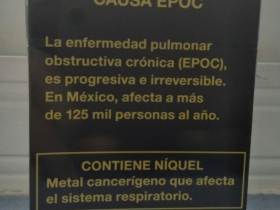 CAUSA EPOC
La enfermedad pulmonar
obstructiva crónica (EPOC),
es progresiva e irreversible.
En México, afecta a más
de 125 mil personas al año.
CONTIENE NÍQUEL
Metal cancerígeno que afecta
el sistema respiratorio.